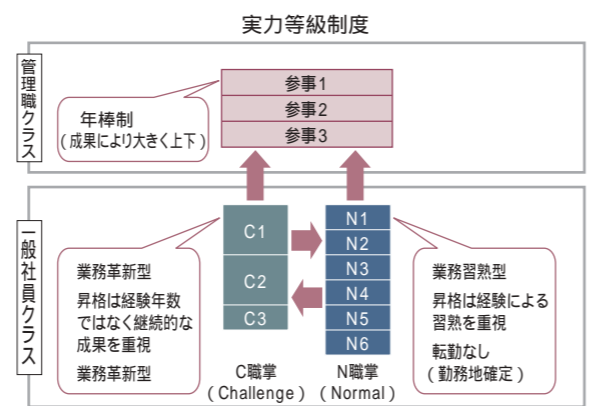 実力等級制度
管理職クラス
参事1
参事2
参事3
年棒制
(成果により大きく上下)
一般社員クラス
C1
C2
C3
N1
N2
N3
N4
N5
N6
業務革新型
昇格は経験年数
ではなく継続的な
成果を重視
業務革新型
業務習熟型
昇格は経験による
習熟を重視
転勤なし
(勤務地確定)
C職掌
(Challenge)
N職掌
(Normal)